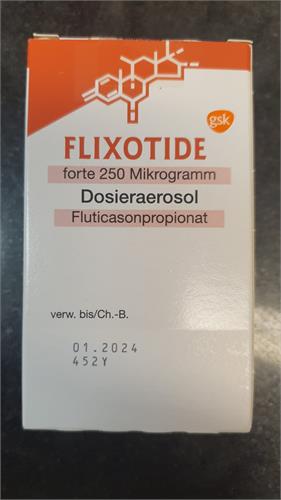 gsk
FLIXOTIDE
forte 250 Mikrogramm
Dosieraerosol
Fluticasonpropionat
verw. bis/Ch.-B.
01.2024
452Y